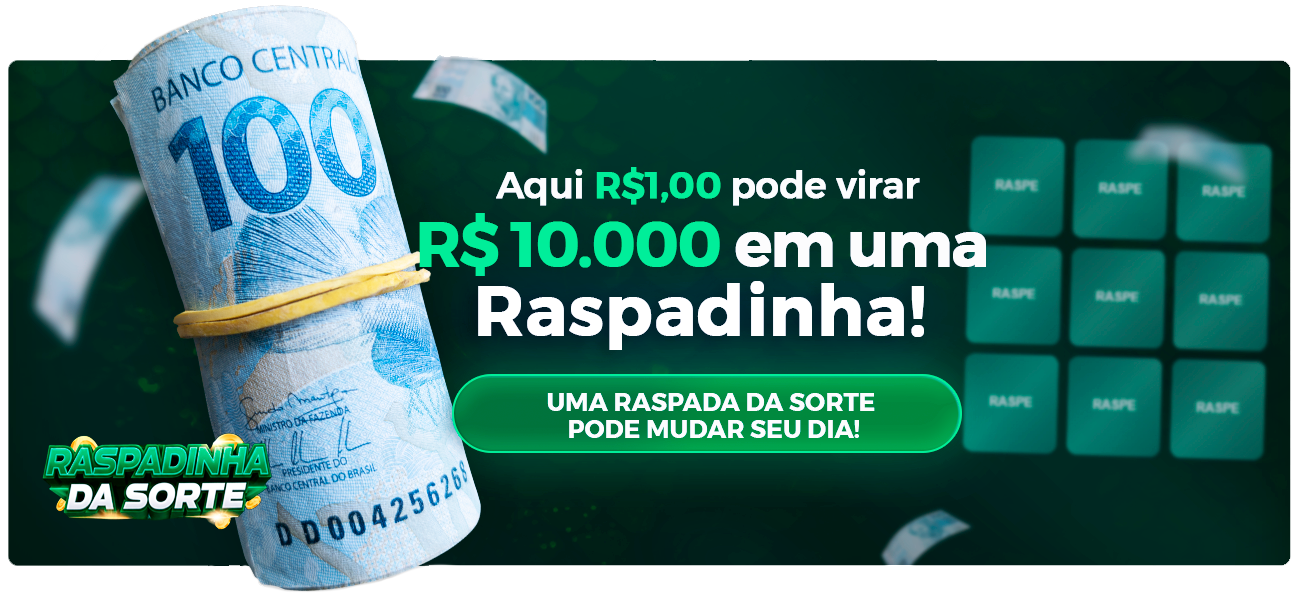 BANCO CENTRAL
100
MINISTRO DA FAZENDA
PRESIDENTE DO
BANCO CENTRAL DO BRASIL
DD004256268
RASPADINHA
DA SORTE
Aqui R$1,00 pode virar
R$ 10.000 em uma
Raspadinha!
UMA RASPADA DA SORTE
PODE MUDAR SEU DIA!
RASPE RASPE RASPE
RASPE RASPE RASPE
RASPE RASPE RASPE